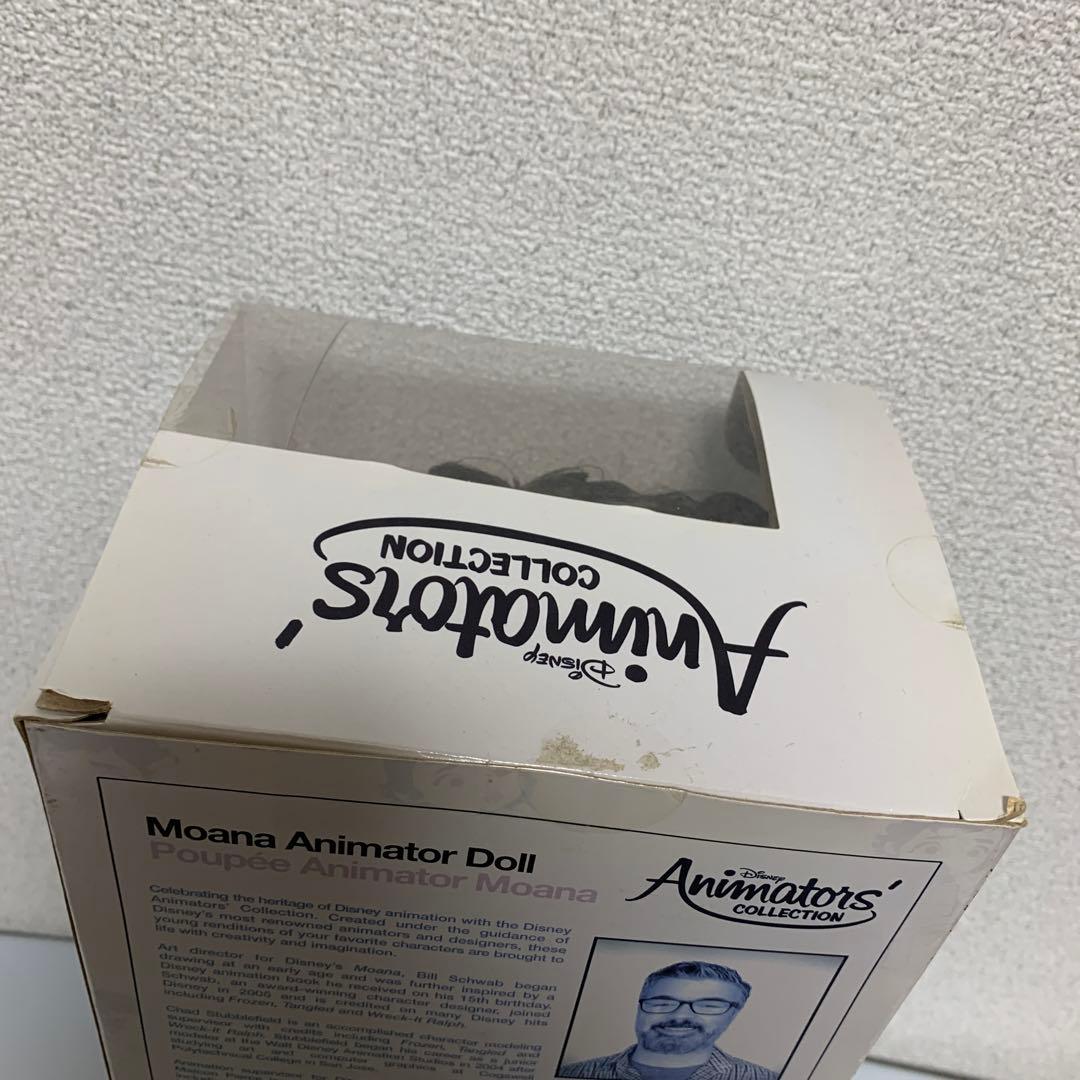 DISNEY
Animators'
COLLECTION
Moana Animator Doll
Poupée Animator Moana
Celebrating the heritage of Disney animation with the Disney
Animators' Collection. Created under the guidance of
Disney's most renowned animators and designers, these
young renditions of your favorite characters are brought to
life with creativity and imagination.
Art director for Disney's Moana, Bill Schwab began
drawing at an early age and was further inspired by a
Disney animation book he received on his 15th birthday.
Schwab, an award-winning character designer, joined
Disney in 2005 and is credited on many Disney hits
including Frozen, Tangled and Wreck-It Ralph.
Chad Stubblefield is an accomplished character modeling
supervisor with credits including Frozen, Tangled and
Wreck-It Ralph. Stubblefield began his career as a junior
modeler at the Walt Disney Animation Studios in 2004 after
studying art and computer graphics at Cogswell
Polytechnical College in San Jose.
Animation supervisor for
DISNEY
Animators'
COLLECTION